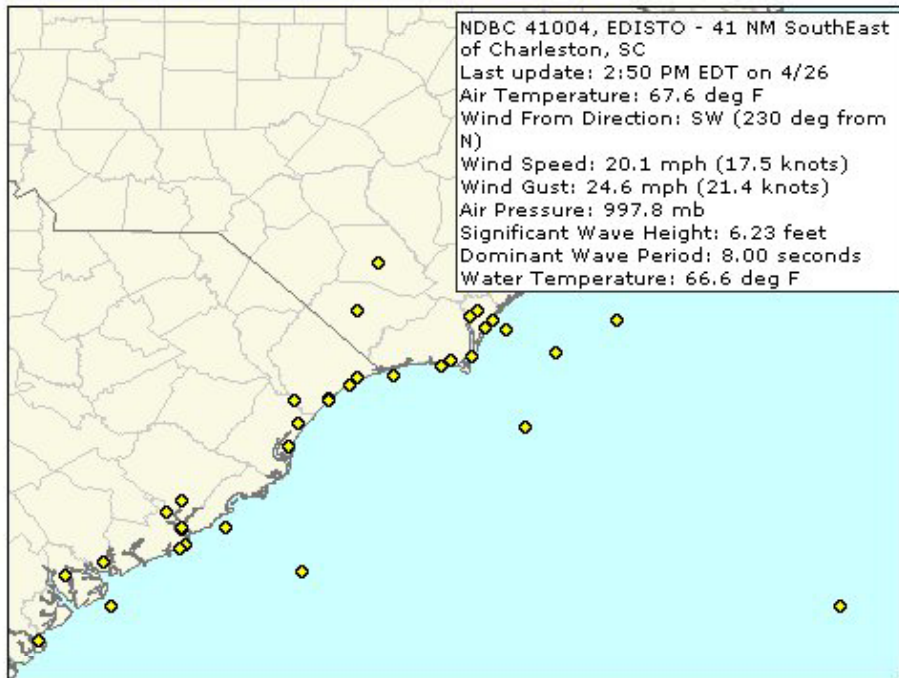 NDBC 41004, EDISTO - 41 NM SouthEast
of Charleston, SC
Last update: 2:50 PM EDT on 4/26
Air Temperature: 67.6 deg F
Wind From Direction: SW (230 deg from
N)
Wind Speed: 20.1 mph (17.5 knots)
Wind Gust: 24.6 mph (21.4 knots)
Air Pressure: 997.8 mb
Significant Wave Height: 6.23 feet
Dominant Wave Period: 8.00 seconds
Water Temperature: 66.6 deg F